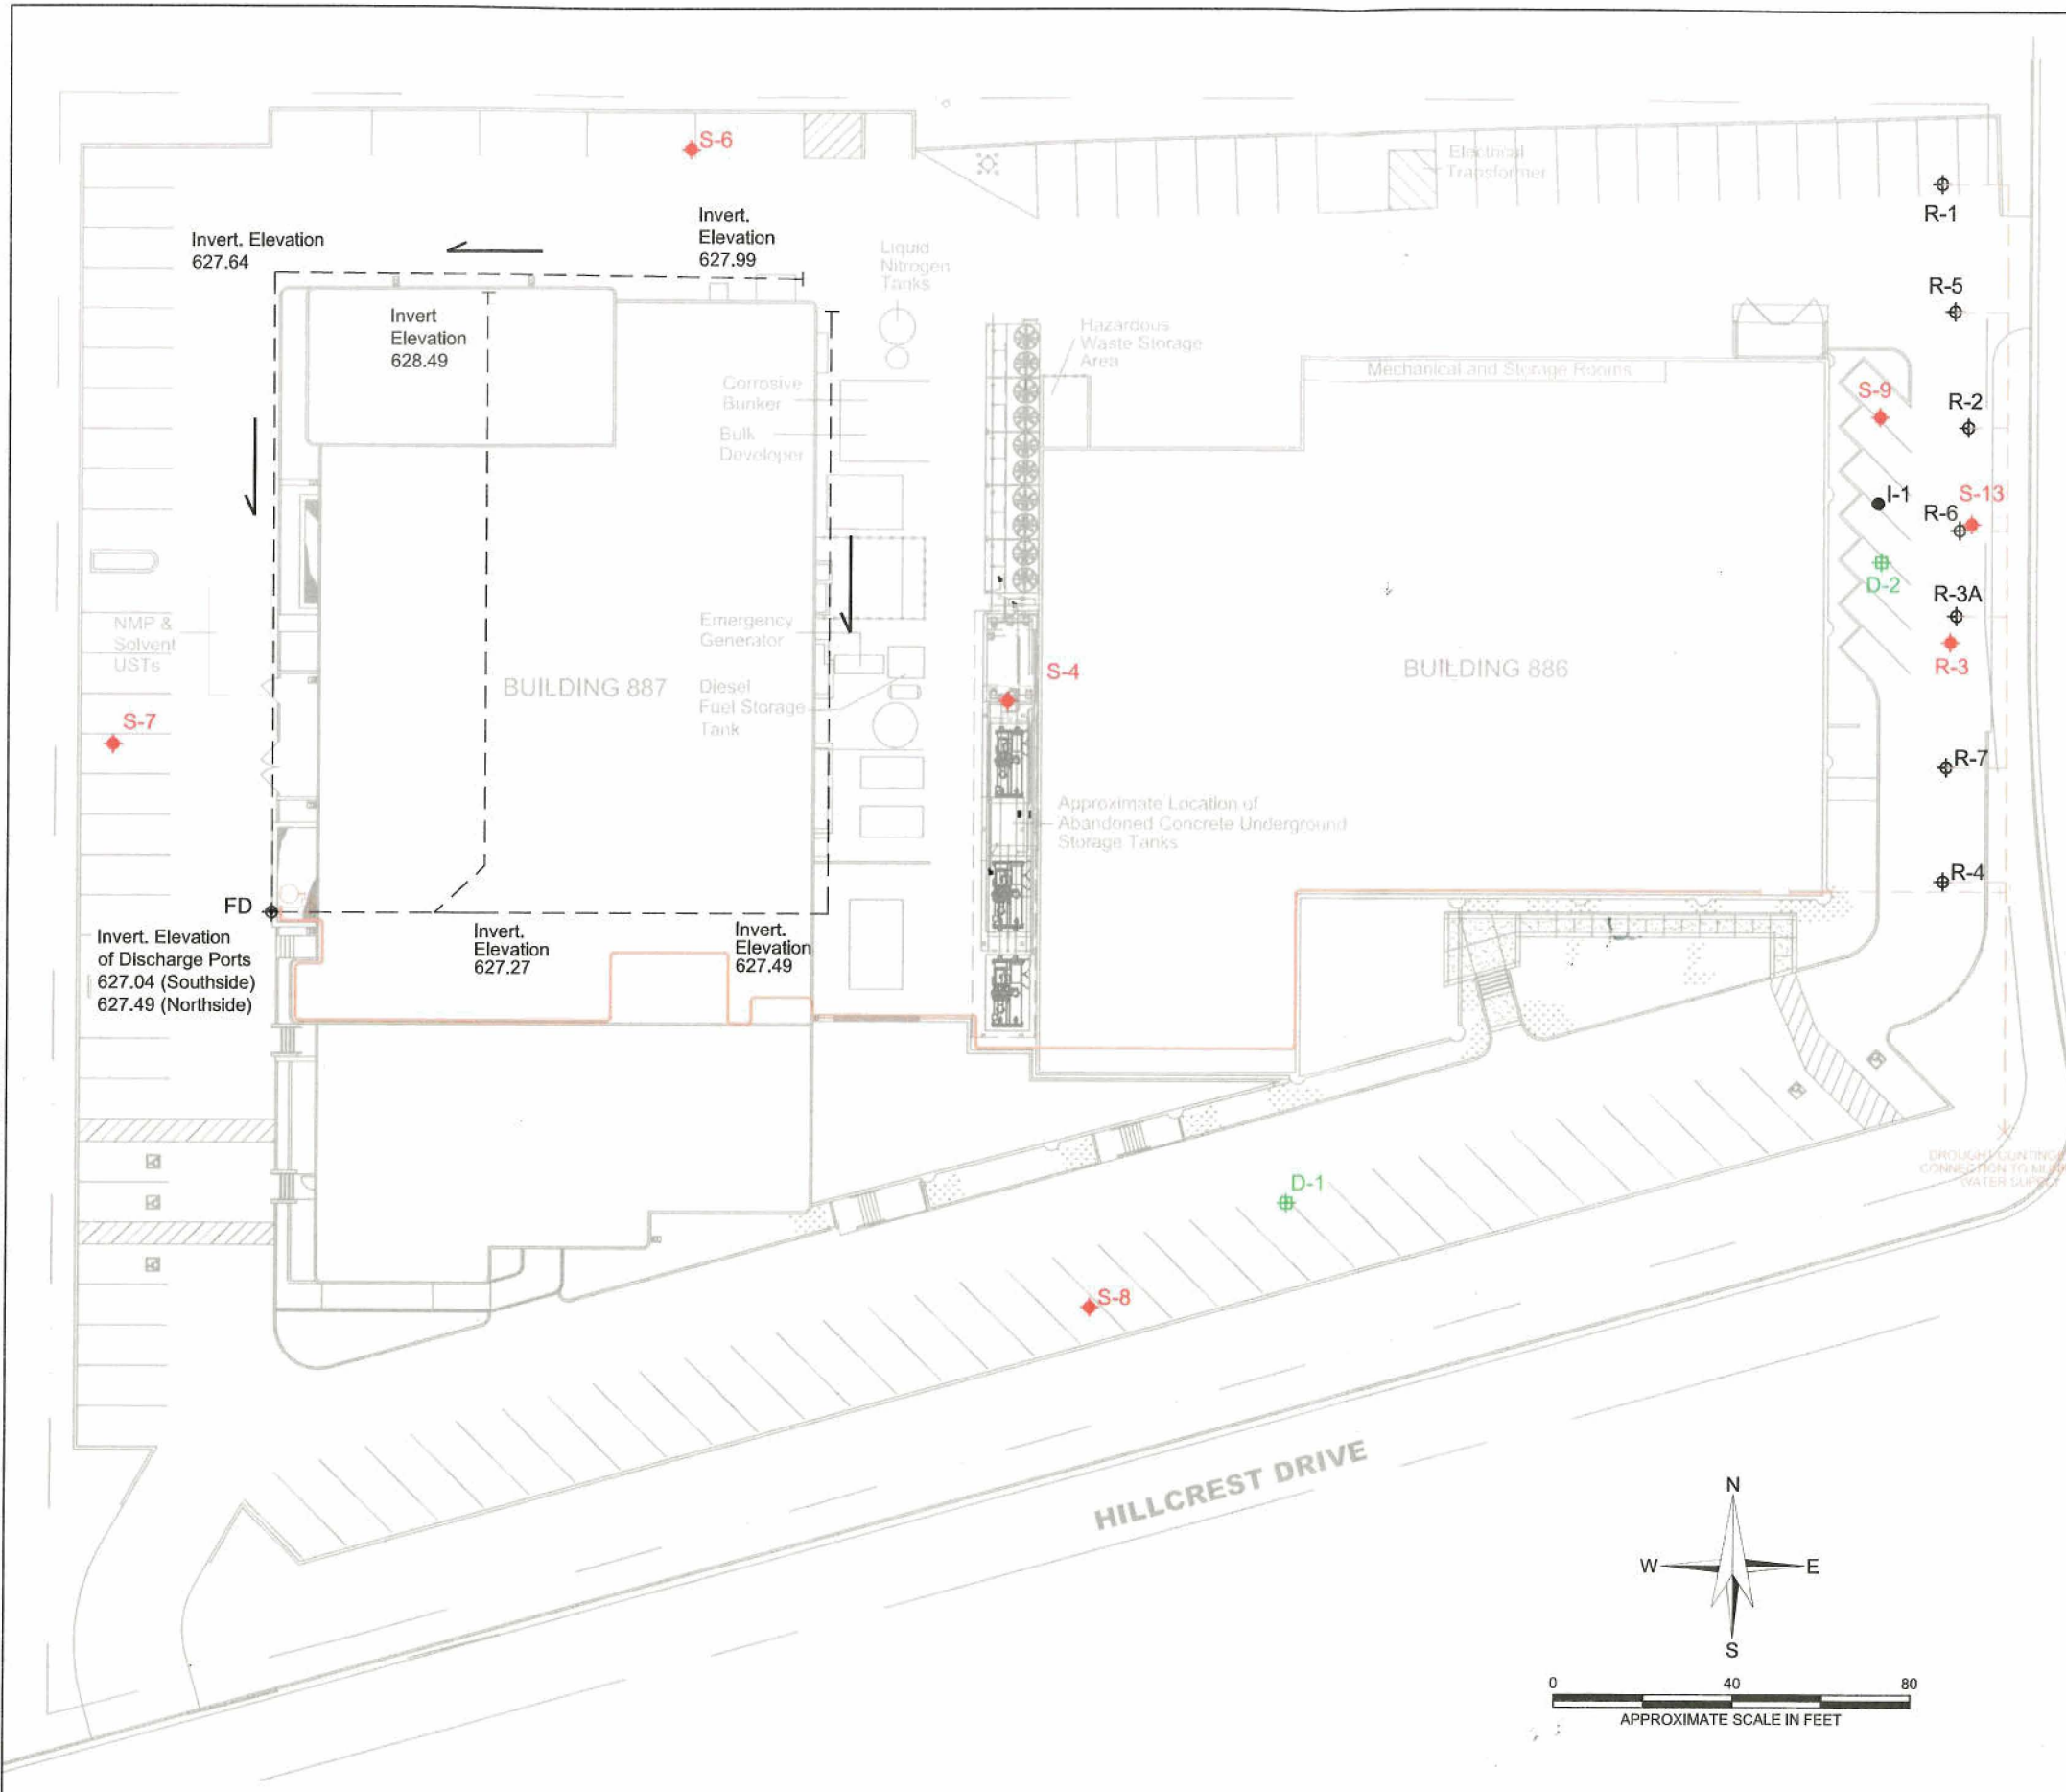 S-6
Electrical
Transformer
R-1
Invert.
Elevation
627.99
Invert. Elevation
627.64
Liquid
Nitrogen
Tanks
R-5
Invert
Elevation
628.49
Hazardous
Waste Storage
Area
Mechanical and Storage Rooms
Corrosive
Bunker
Bulk
Developer
S-9
R-2
I-1
S-13
R-6
D-2
R-3A
R-3
NMP &
Solvent
USTs
Emergency
Generator
BUILDING 887
Diesel
Fuel Storage
Tank
S-4
BUILDING 886
S-7
R-7
Approximate Location of
Abandoned Concrete Underground
Storage Tanks
R-4
FD
Invert. Elevation
of Discharge Ports
627.04 (Southside)
627.49 (Northside)
Invert.
Elevation
627.27
Invert.
Elevation
627.49
DROUGHT
CONNECTION TO
WATER
D-1
S-8
HILLCREST DRIVE
N
W
E
S
0 40 80
APPROXIMATE SCALE IN FEET